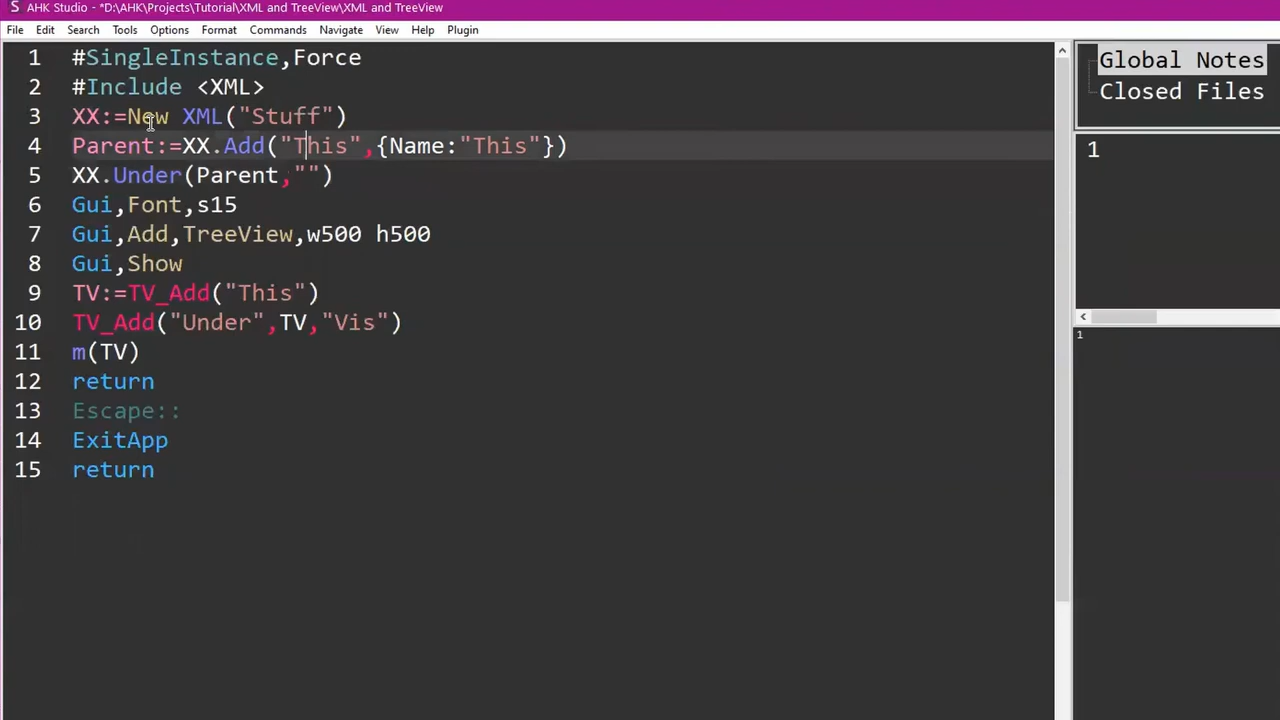 S AHK Studio - *D:\AHK\Projects\Tutorial\XML and TreeView\XML and TreeView
File Edit Search Tools Options Format Commands Navigate View Help Plugin
1 #SingleInstance,Force
2 #Include <XML>
3 XX:=New XML("Stuff")
4 Parent:=XX.Add("This",{Name:"This"})
5 XX.Under(Parent,"")
6 Gui,Font,s15
7 Gui,Add,TreeView,w500 h500
8 Gui,Show
9 TV:=TV_Add("This")
10 TV_Add("Under",TV,"Vis")
11 m(TV)
12 return
13 Escape::
14 ExitApp
15 return
Global Notes
Closed Files
1
1